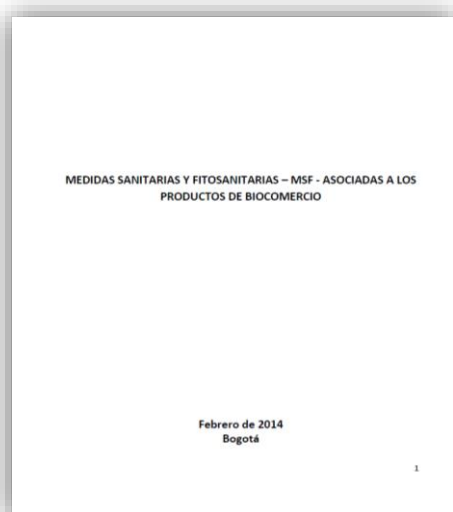 MEDIDAS SANITARIAS Y FITOSANITARIAS – MSF - ASOCIADAS A LOS
PRODUCTOS DE BIOCOMERCIO
Febrero de 2014
Bogotá
1